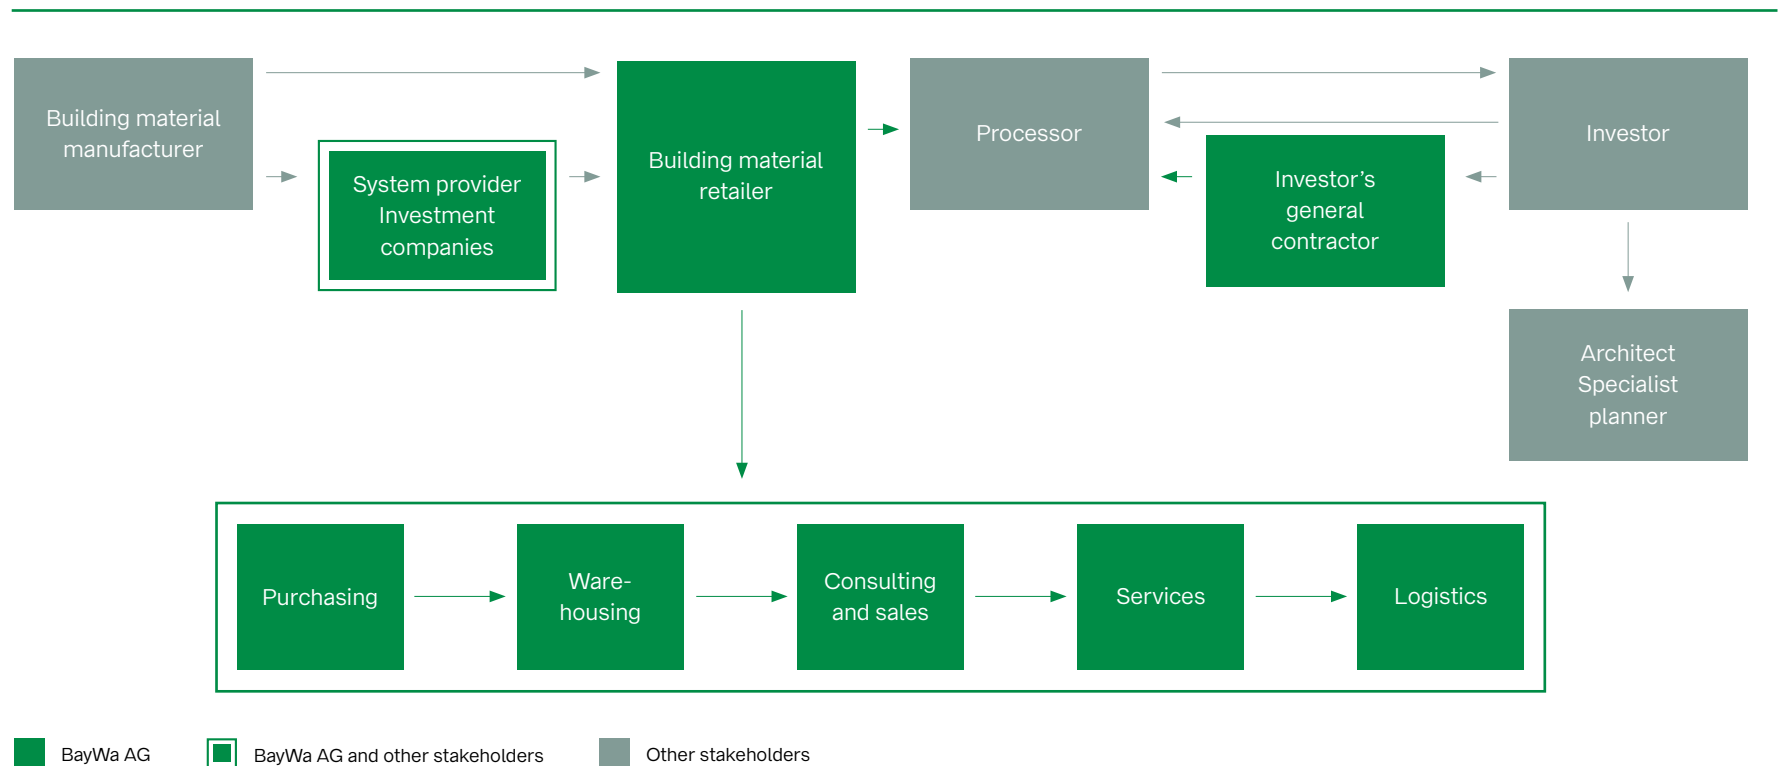 Building material
manufacturer
System provider
Investment
companies
Building material
retailer
Processor
Investor’s
general
contractor
Investor
Architect
Specialist
planner
Purchasing
Ware-
housing
Consulting
and sales
Services
Logistics
BayWa AG
BayWa AG and other stakeholders
Other stakeholders